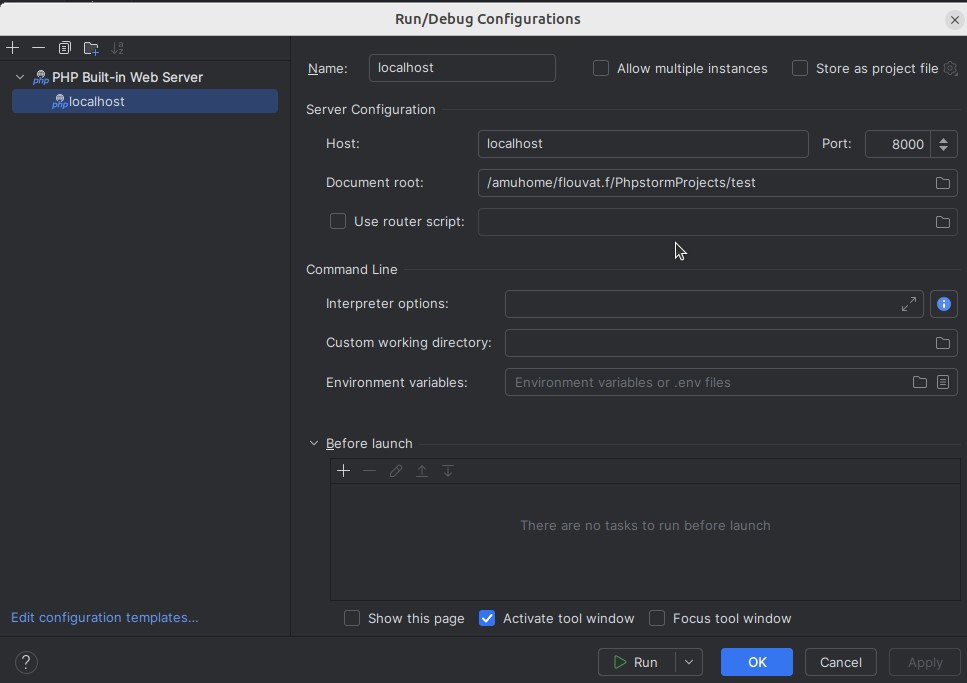 Run/Debug Configurations
PHP Built-in Web Server
localhost
Name: localhost Allow multiple instances Store as project file
Server Configuration
Host: localhost Port: 8000
Document root: /amuhome/flouvat.f/PhpstormProjects/test
Use router script:
Command Line
Interpreter options:
Custom working directory:
Environment variables: Environment variables or .env files
Before launch
There are no tasks to run before launch
Show this page Activate tool window Focus tool window
Edit configuration templates...
? Run OK Cancel Apply